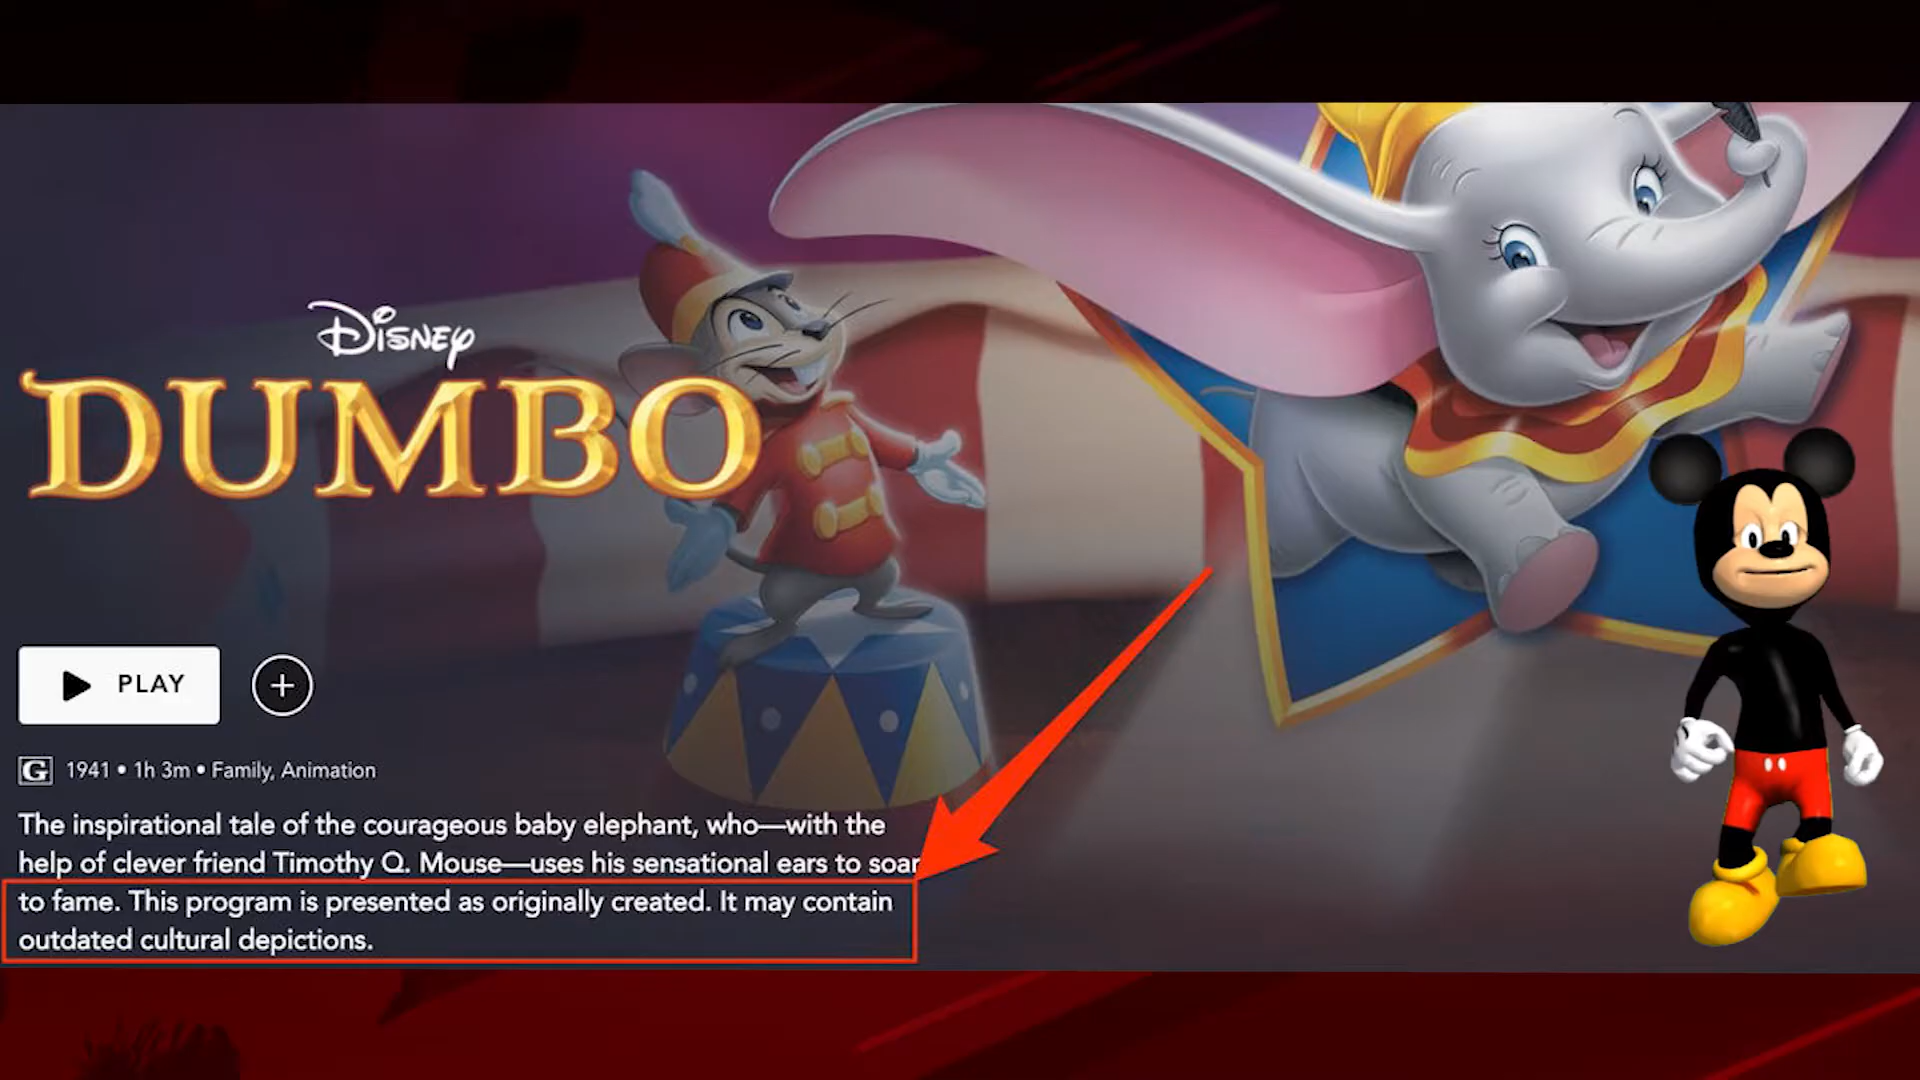 Disney
DUMBO
PLAY
G 1941 • 1h 3m • Family, Animation
The inspirational tale of the courageous baby elephant, who—with the
help of clever friend Timothy Q. Mouse—uses his sensational ears to soar
to fame. This program is presented as originally created. It may contain
outdated cultural depictions.